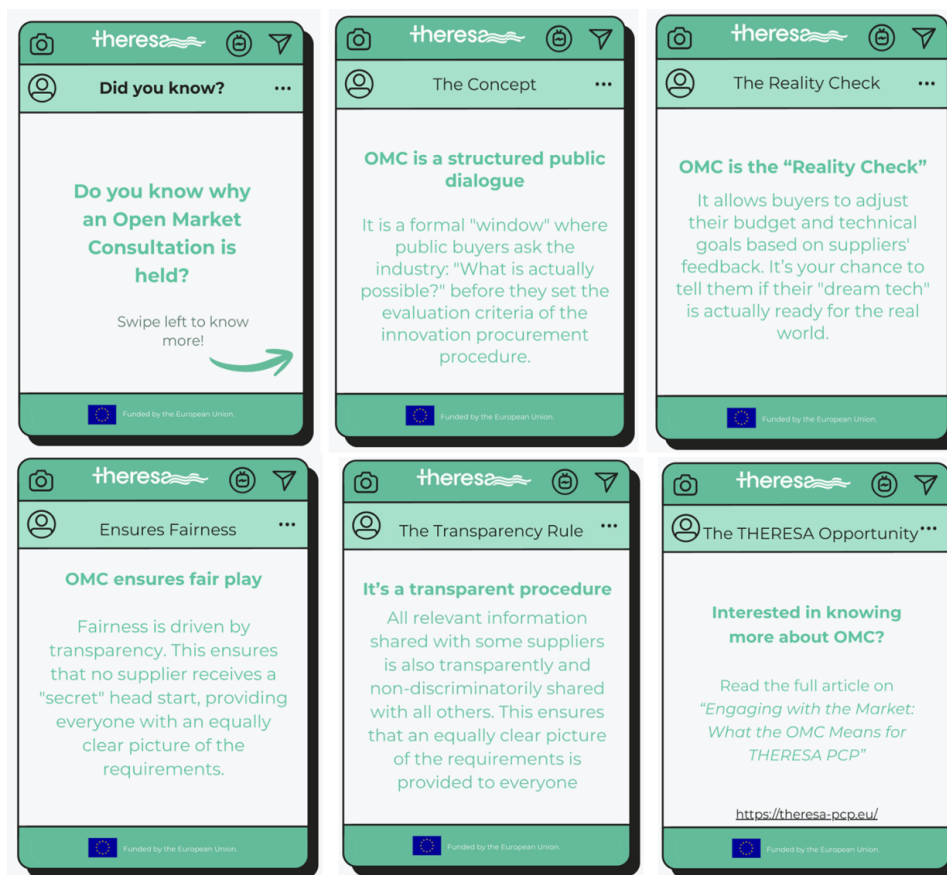 theresa
Did you know?
Do you know why
an Open Market
Consultation is
held?
Swipe left to know
more!
Funded by the European Union.
theresa
The Concept
OMC is a structured public
dialogue
It is a formal "window" where
public buyers ask the
industry: "What is actually
possible?" before they set the
evaluation criteria of the
innovation procurement
procedure.
Funded by the European Union.
theresa
The Reality Check
OMC is the “Reality Check”
It allows buyers to adjust
their budget and technical
goals based on suppliers'
feedback. It’s your chance to
tell them if their "dream tech"
is actually ready for the real
world.
Funded by the European Union.
theresa
Ensures Fairness
OMC ensures fair play
Fairness is driven by
transparency. This ensures
that no supplier receives a
"secret" head start, providing
everyone with an equally
clear picture of the
requirements.
Funded by the European Union.
theresa
The Transparency Rule
It’s a transparent procedure
All relevant information
shared with some suppliers
is also transparently and
non-discriminatorily shared
with all others. This ensures
that an equally clear picture
of the requirements is
provided to everyone
Funded by the European Union.
theresa
The THERESA Opportunity
Interested in knowing
more about OMC?
Read the full article on
“Engaging with the Market:
What the OMC Means for
THERESA PCP”
https://theresa-pcp.eu/
Funded by the European Union.